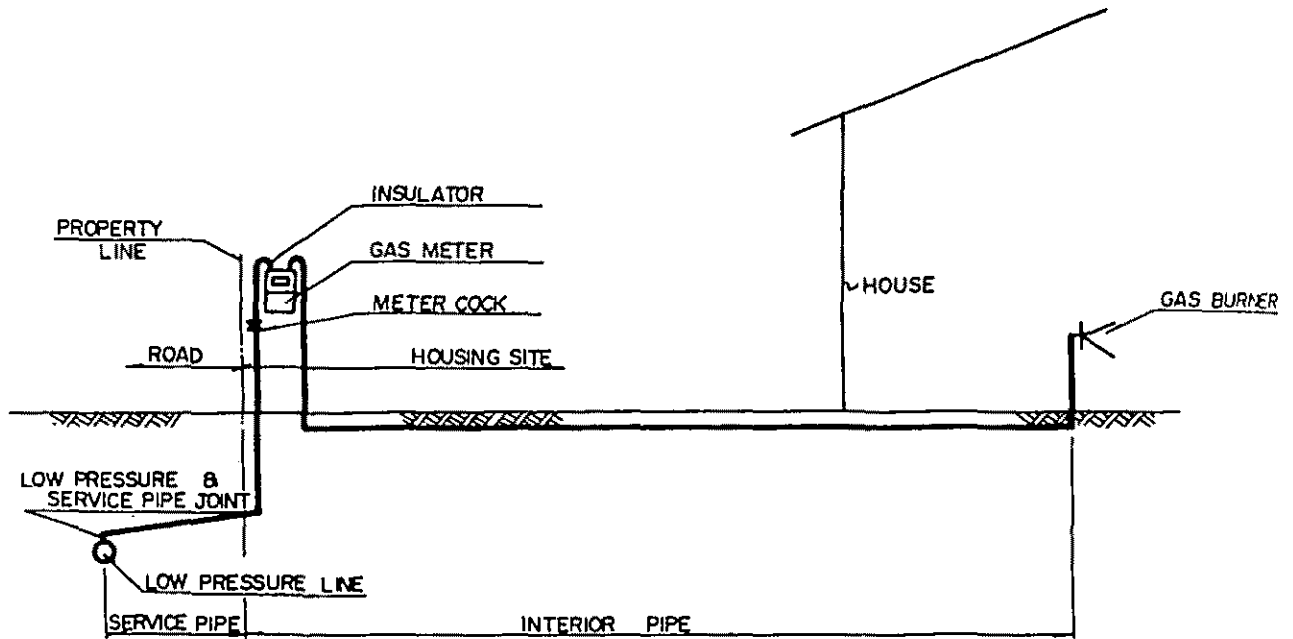 INSULATOR
PROPERTY
LINE
GAS METER
HOUSE
METER COCK
GAS BURNER
ROAD
HOUSING SITE
LOW PRESSURE &
SERVICE PIPE JOINT
LOW PRESSURE LINE
SERVICE PIPE
INTERIOR PIPE